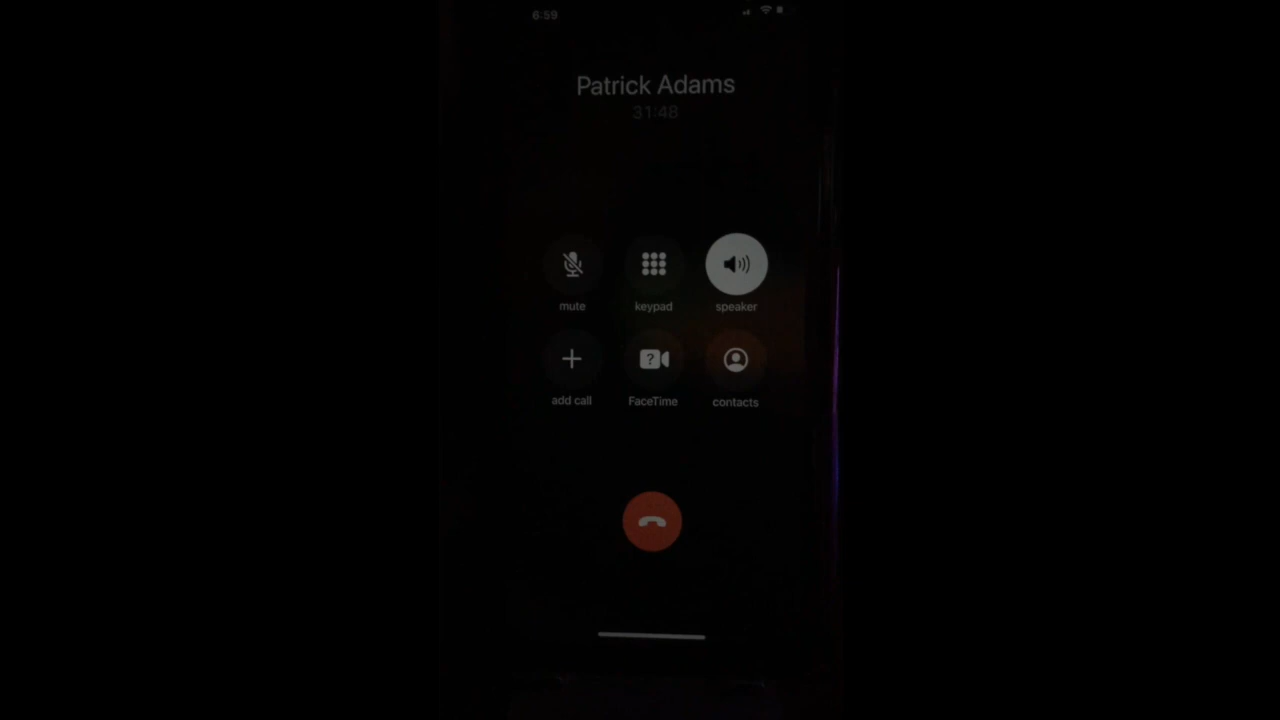 6:59
Patrick Adams
31:48
mute keypad speaker
?
add call FaceTime contacts